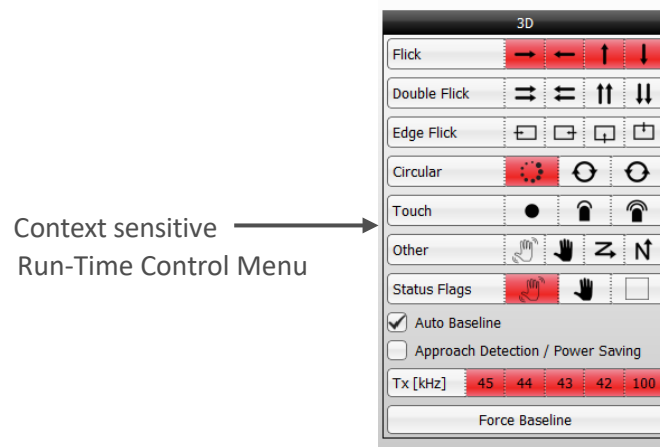 3D
Flick
Double Flick
Edge Flick
Circular
Touch
Context sensitive
Run-Time Control Menu
Other
Status Flags
Auto Baseline
Approach Detection / Power Saving
Tx [kHz] 45 44 43 42 100
Force Baseline